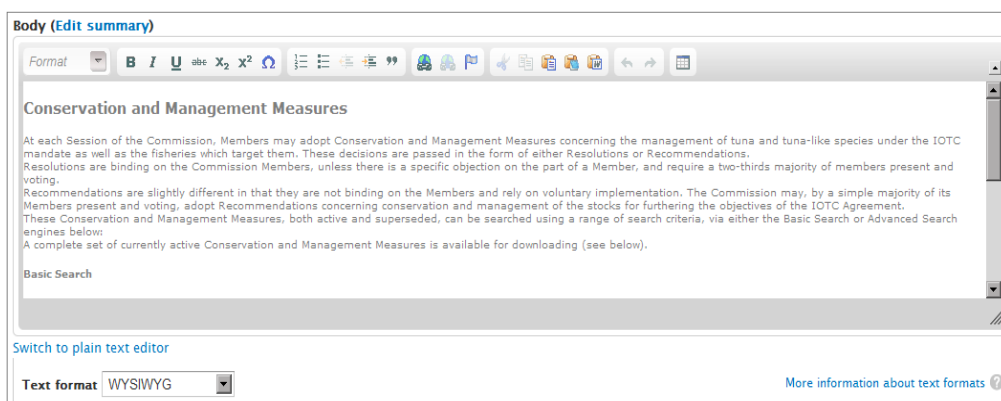 Body (Edit summary)
Format B I U abc X₂ X² Ω
Conservation and Management Measures
At each Session of the Commission, Members may adopt Conservation and Management Measures concerning the management of tuna and tuna-like species under the IOTC
mandate as well as the fisheries which target them. These decisions are passed in the form of either Resolutions or Recommendations.
Resolutions are binding on the Commission Members, unless there is a specific objection on the part of a Member, and require a two-thirds majority of members present and
voting.
Recommendations are slightly different in that they are not binding on the Members and rely on voluntary implementation. The Commission may, by a simple majority of its
Members present and voting, adopt Recommendations concerning conservation and management of the stocks for furthering the objectives of the IOTC Agreement.
These Conservation and Management Measures, both active and superseded, can be searched using a range of search criteria, via either the Basic Search or Advanced Search
engines below:
A complete set of currently active Conservation and Management Measures is available for downloading (see below).
Basic Search
Switch to plain text editor
Text format WYSIWYG More information about text formats ?